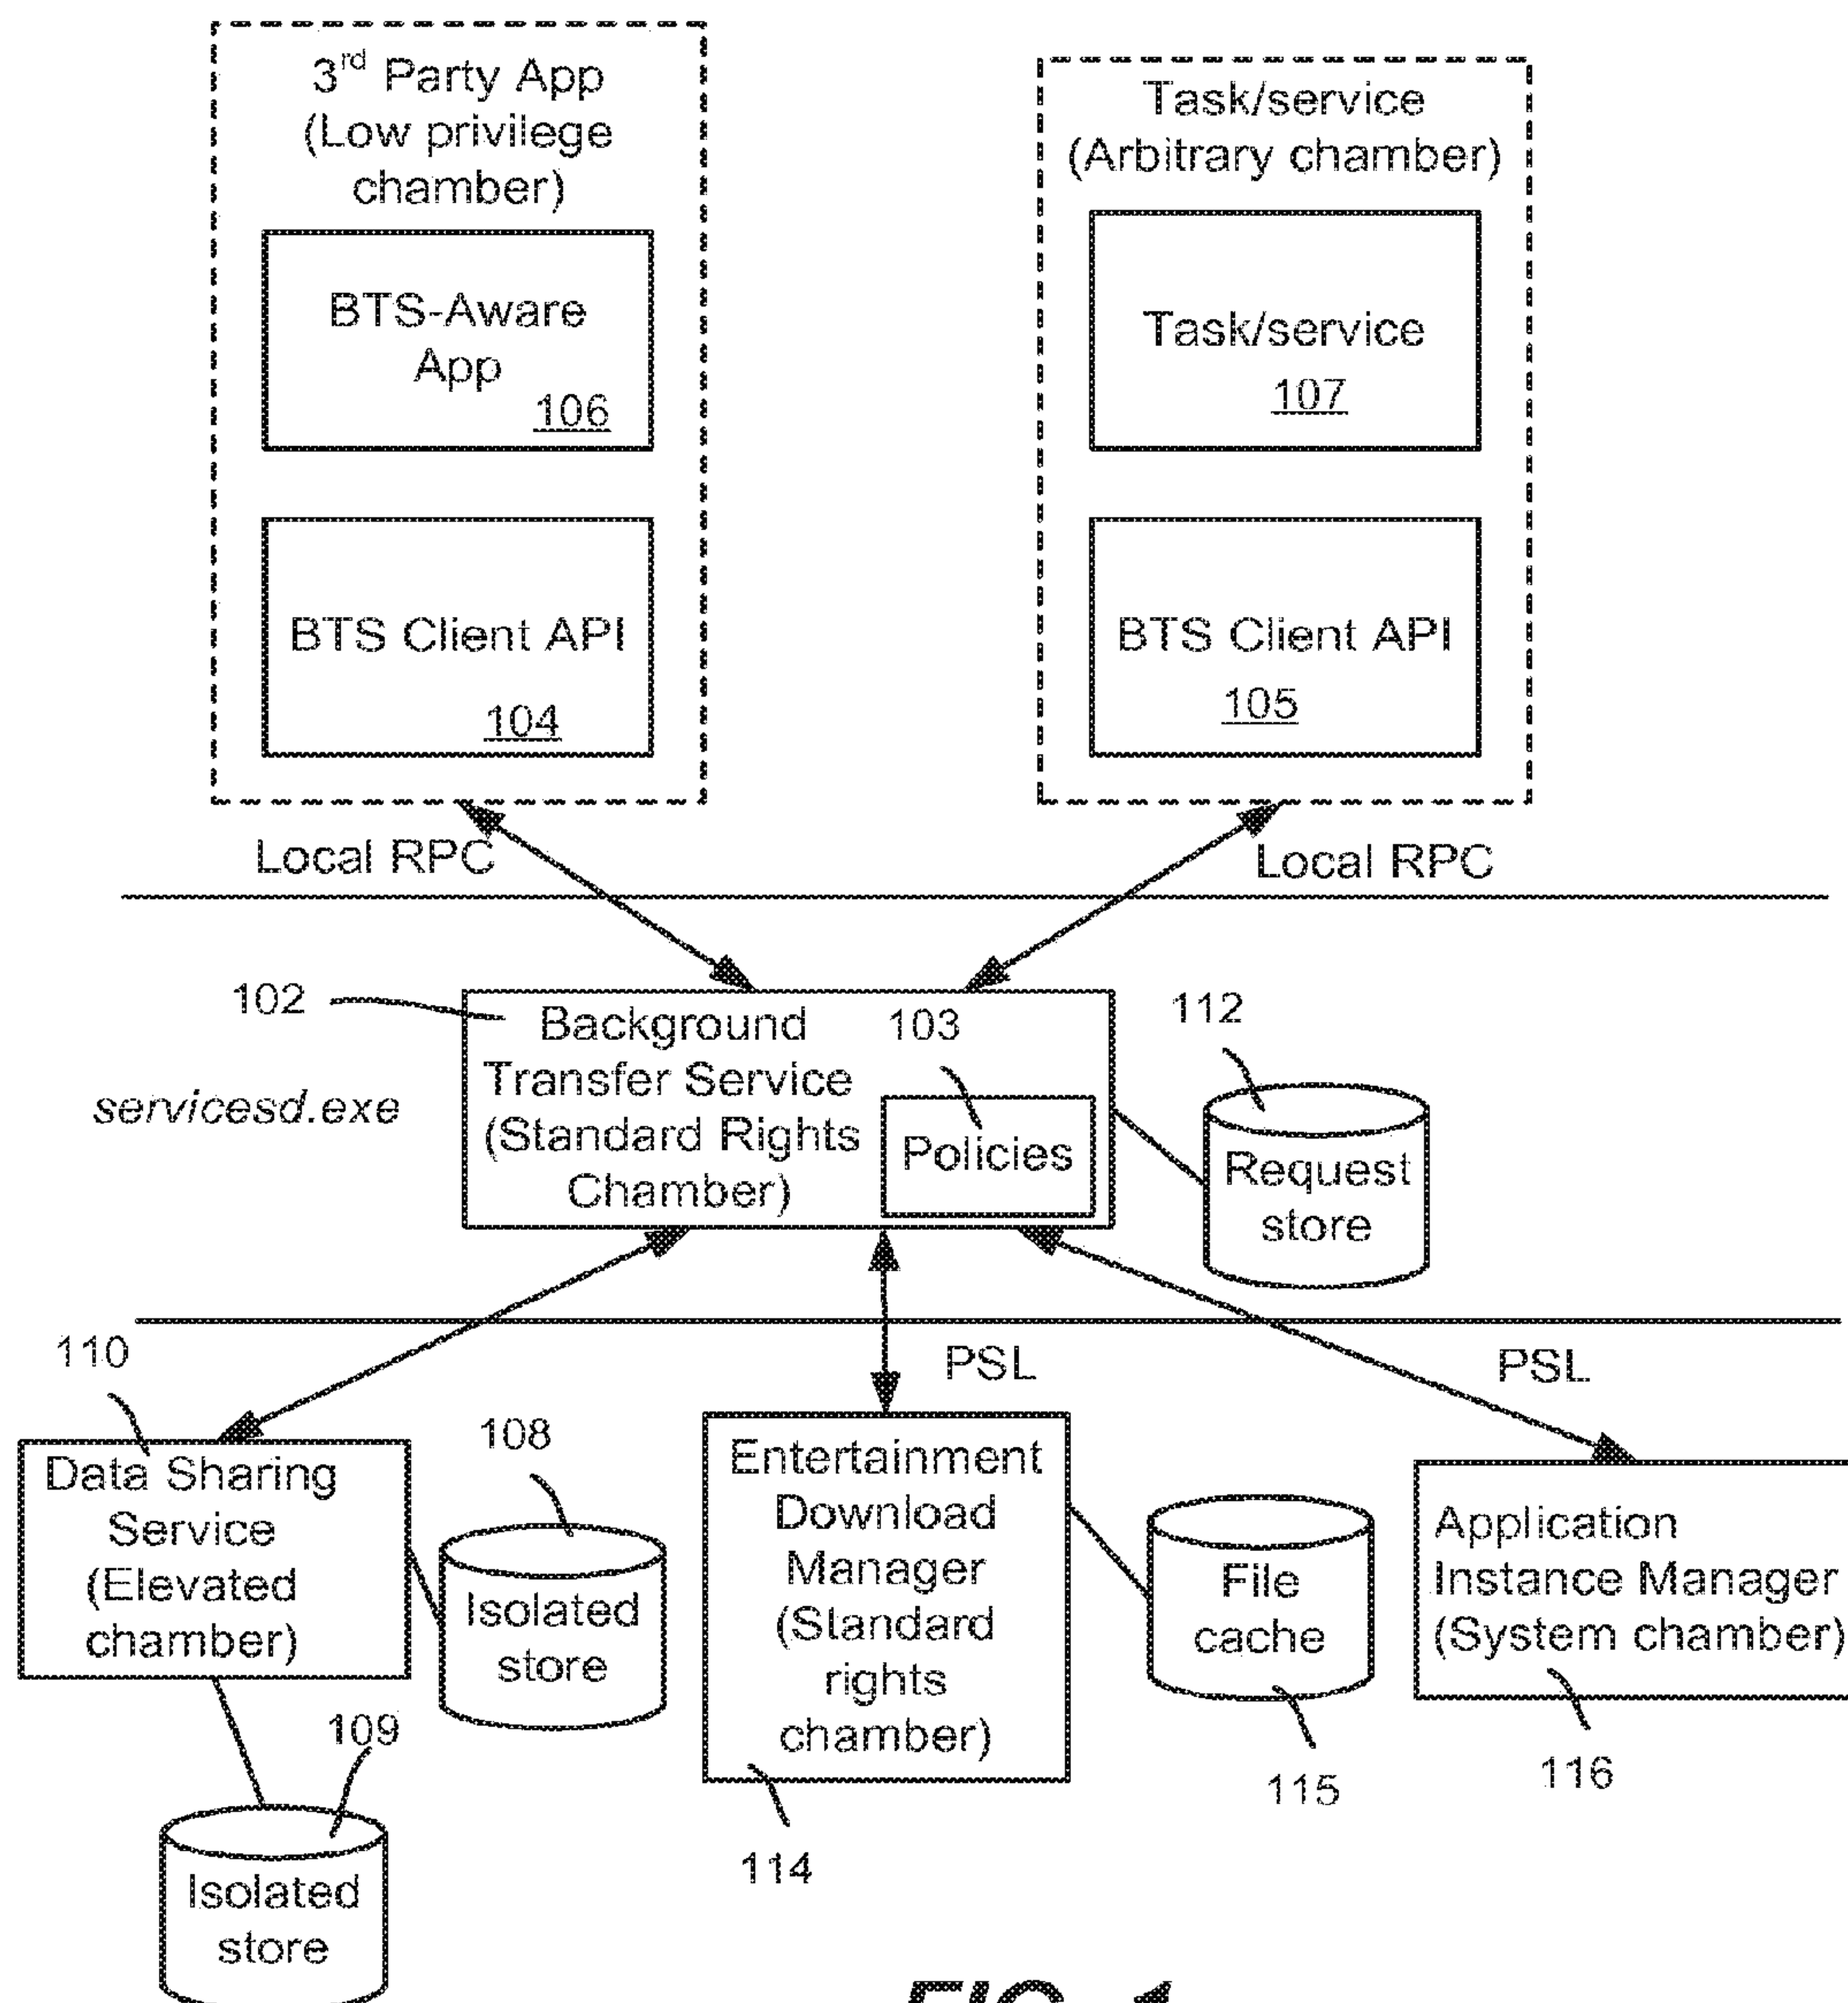 3rd Party App
(Low privilege
chamber)
BTS-Aware
App
106
BTS Client API
104
Task/service
(Arbitrary chamber)
Task/service
107
BTS Client API
105
Local RPC
Local RPC
102
Background
Transfer Service
(Standard Rights
Chamber)
103
Policies
112
Request
store
servicesd.exe
110
PSL
PSL
Data Sharing
Service
(Elevated
chamber)
108
Isolated
store
109
Isolated
store
Entertainment
Download
Manager
(Standard
rights
chamber)
114
File
cache
115
Application
Instance Manager
(System chamber)
116
FIG. 1